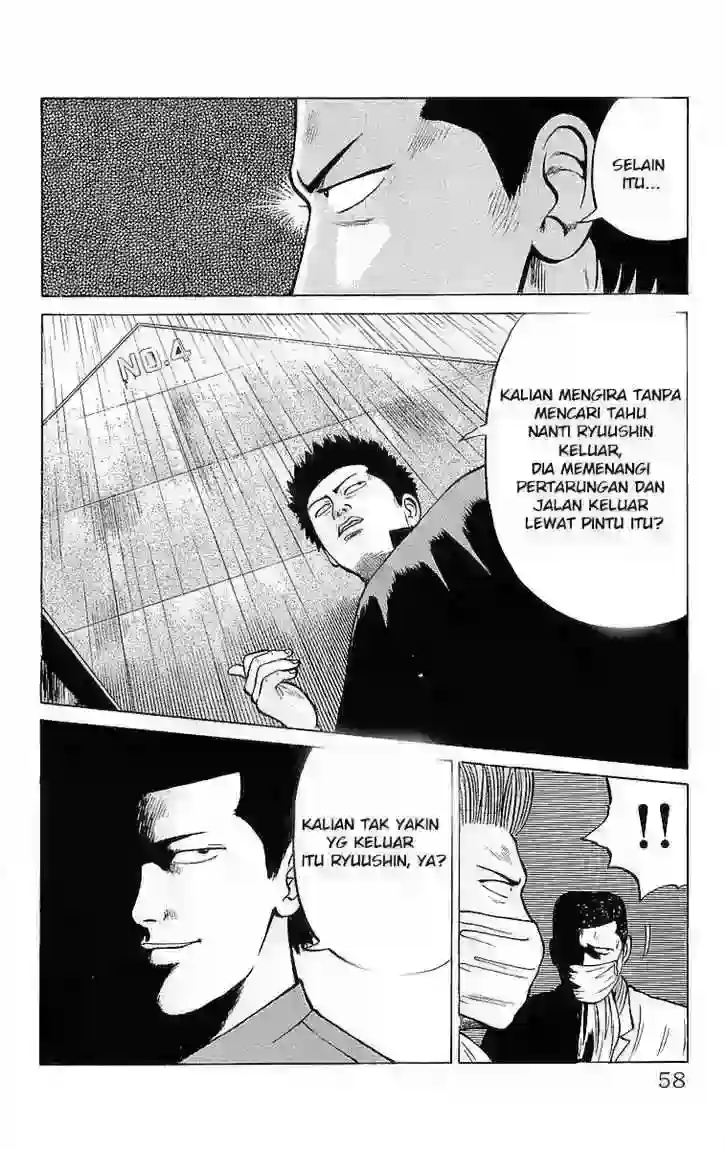 SELAIN
ITU...
NO.4
KALIAN MENGIRA TANPA
MENCARI TAHU
NANTI RYUUSHIN
KELUAR,
DIA MEMENANGI
PERTARUNGAN DAN
JALAN KELUAR
LEWAT PINTU ITU?
!!
KALIAN TAK YAKIN
YG KELUAR
ITU RYUUSHIN, YA?
58